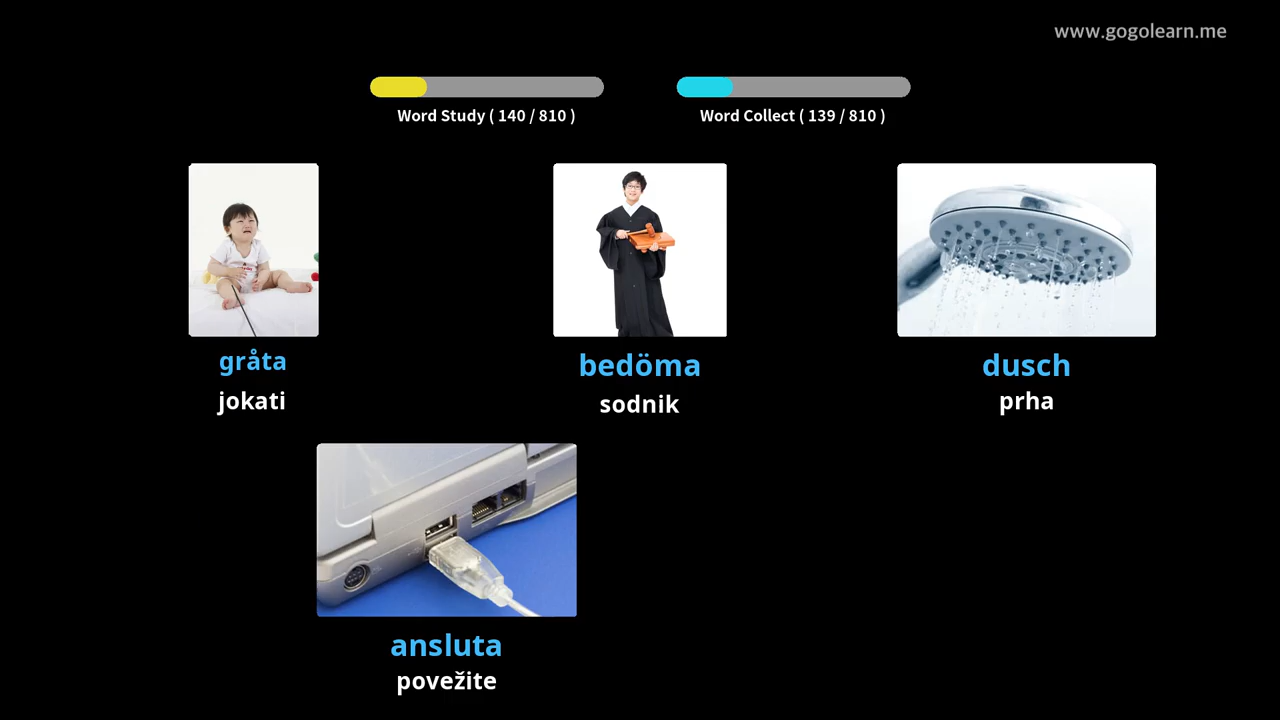 www.gogolearn.me
Word Study ( 140 / 810 )
Word Collect ( 139 / 810 )
gråta
jokati
bedöma
sodnik
dusch
prha
ansluta
povežite